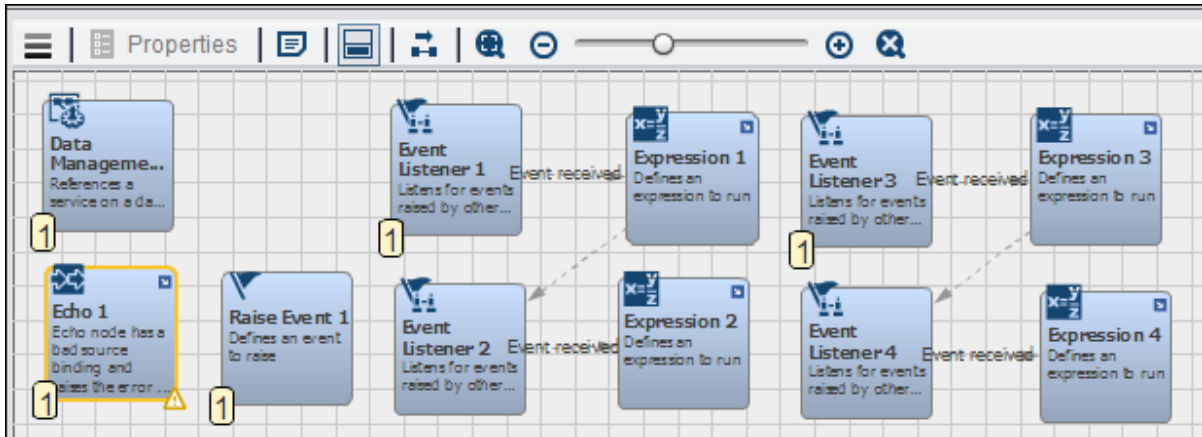 Properties
Data
Manageme...
References a
service on a da...
1
Event
Listener 1
Listens for events
raised by other...
1
Event received
x=y/z
Expression 1
Defines an
expression to run
Event
Listener 3
Listens for events
raised by other...
1
Event received
x=y/z
Expression 3
Defines an
expression to run
Echo 1
Echo node has a
bad source
binding and
raises the error ...
1
Raise Event 1
Defines an event
to raise
1
Event
Listener 2
Listens for events
raised by other...
Event received
x=y/z
Expression 2
Defines an
expression to run
Event
Listener 4
Listens for events
raised by other...
Event received
x=y/z
Expression 4
Defines an
expression to run